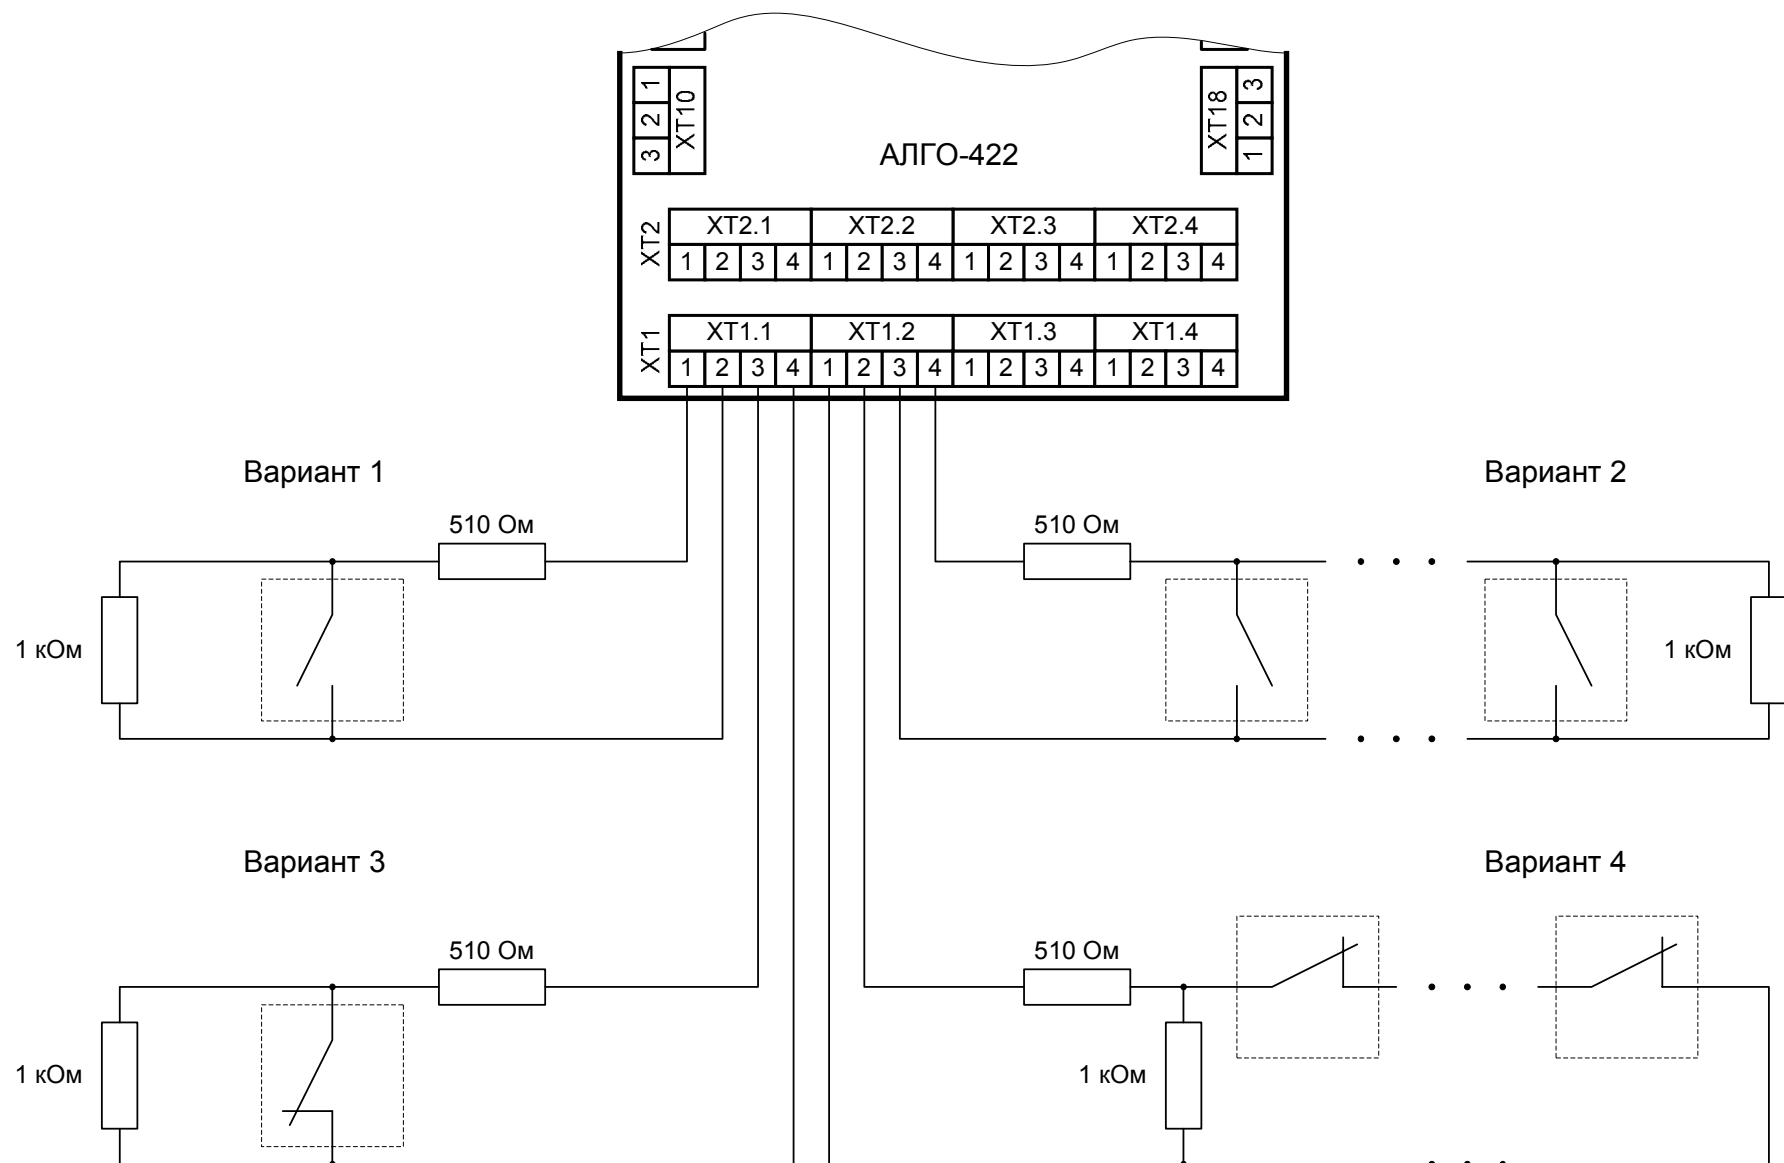 1
2
3
XT10
XT18
3
2
1
АЛГО-422
XT2
XT2.1 XT2.2 XT2.3 XT2.4
1 2 3 4 1 2 3 4 1 2 3 4 1 2 3 4
XT1
XT1.1 XT1.2 XT1.3 XT1.4
1 2 3 4 1 2 3 4 1 2 3 4 1 2 3 4
Вариант 1
510 Ом
1 кОм
Вариант 2
510 Ом
1 кОм
Вариант 3
510 Ом
1 кОм
Вариант 4
510 Ом
1 кОм